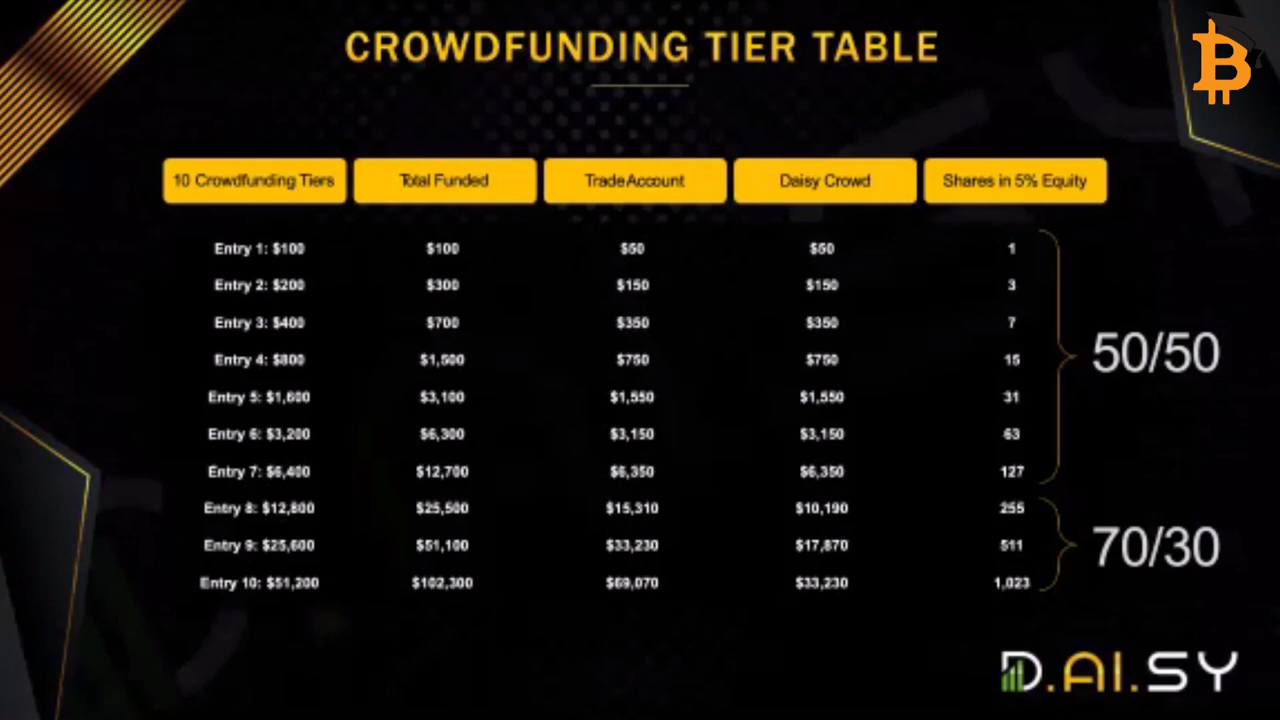 CROWDFUNDING TIER TABLE
10 Crowdfunding Tiers Total Funded Trade Account Daisy Crowd Shares in 5% Equity
Entry 1: $100 $100 $50 $50 1
Entry 2: $200 $300 $150 $150 3
Entry 3: $400 $700 $350 $350 7
Entry 4: $800 $1,500 $750 $750 15
Entry 5: $1,600 $3,100 $1,550 $1,550 31
Entry 6: $3,200 $6,300 $3,150 $3,150 63
Entry 7: $6,400 $12,700 $6,350 $6,350 127
50/50
Entry 8: $12,800 $25,500 $15,310 $10,190 255
Entry 9: $25,600 $51,100 $33,230 $17,870 511
Entry 10: $51,200 $102,300 $69,070 $33,230 1,023
70/30
D.AI.SY